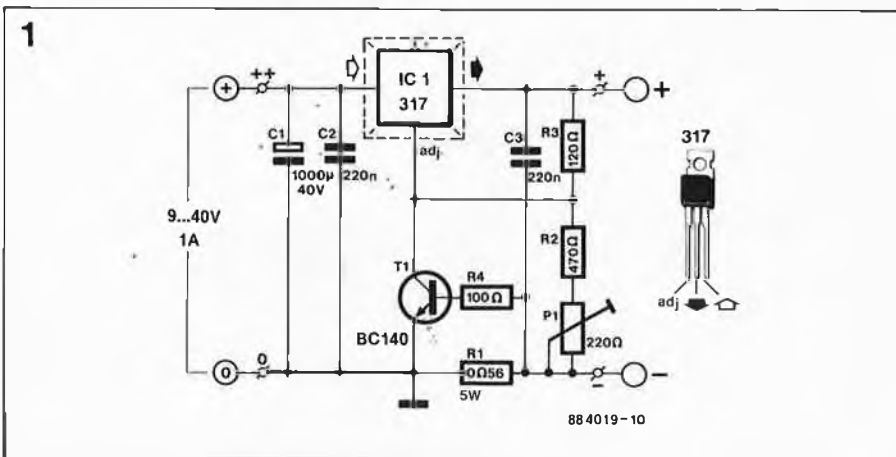 1
IC 1
317
adj
+
++
+
+
C1
1000µ
40V
C2
220n
C3
220n
R3
120Ω
317
9...40V
1A
R2
470Ω
T1
R4
100Ω
BC140
P1
220Ω
adj
0
0
R1
0Ω56
5W
–
–
884019-10